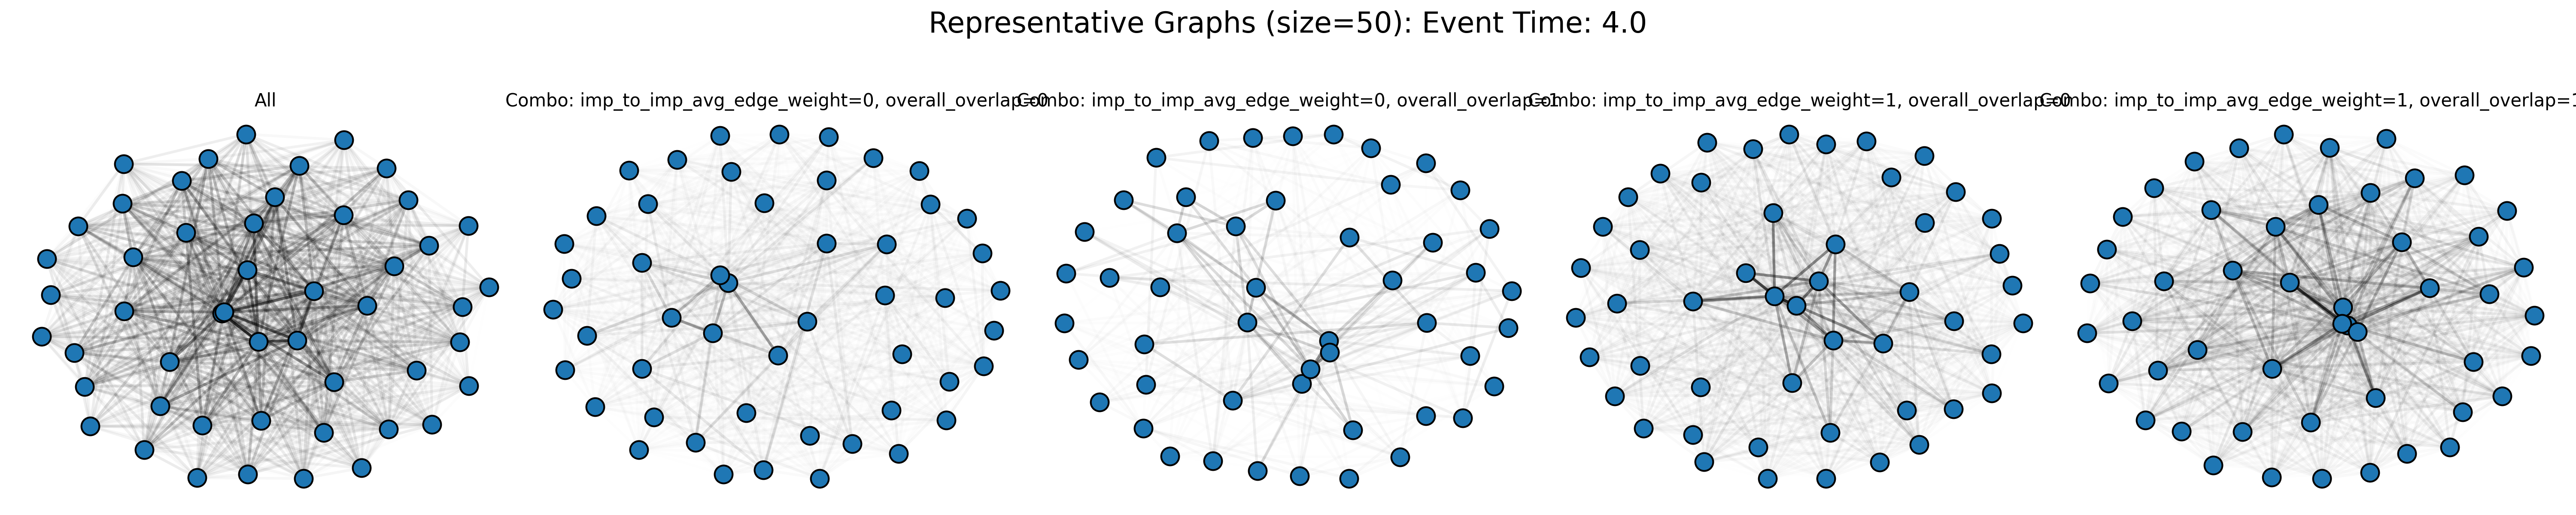 Representative Graphs (size=50): Event Time: 4.0
All
Combo: imp_to_imp_avg_edge_weight=0, overall_overlap=0
Combo: imp_to_imp_avg_edge_weight=0, overall_overlap=1
Combo: imp_to_imp_avg_edge_weight=1, overall_overlap=0
Combo: imp_to_imp_avg_edge_weight=1, overall_overlap=1